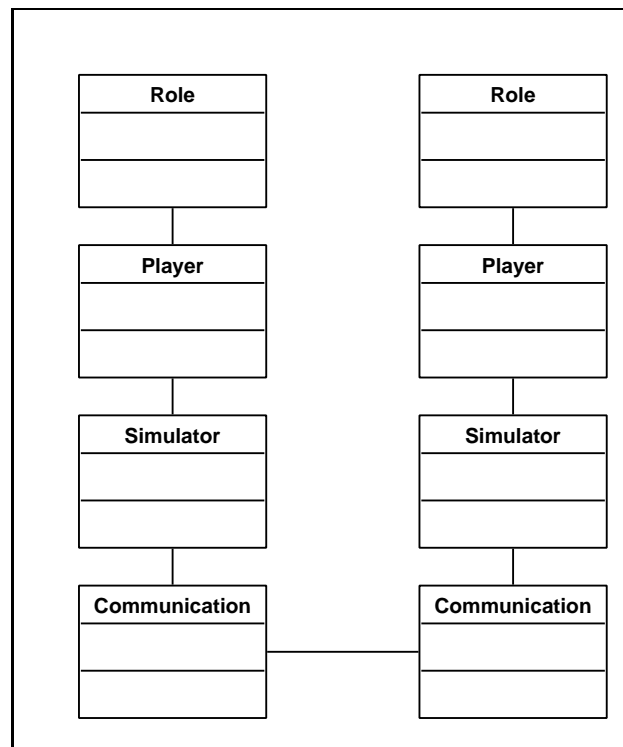 Role
Role
Player
Player
Simulator
Simulator
Communication
Communication